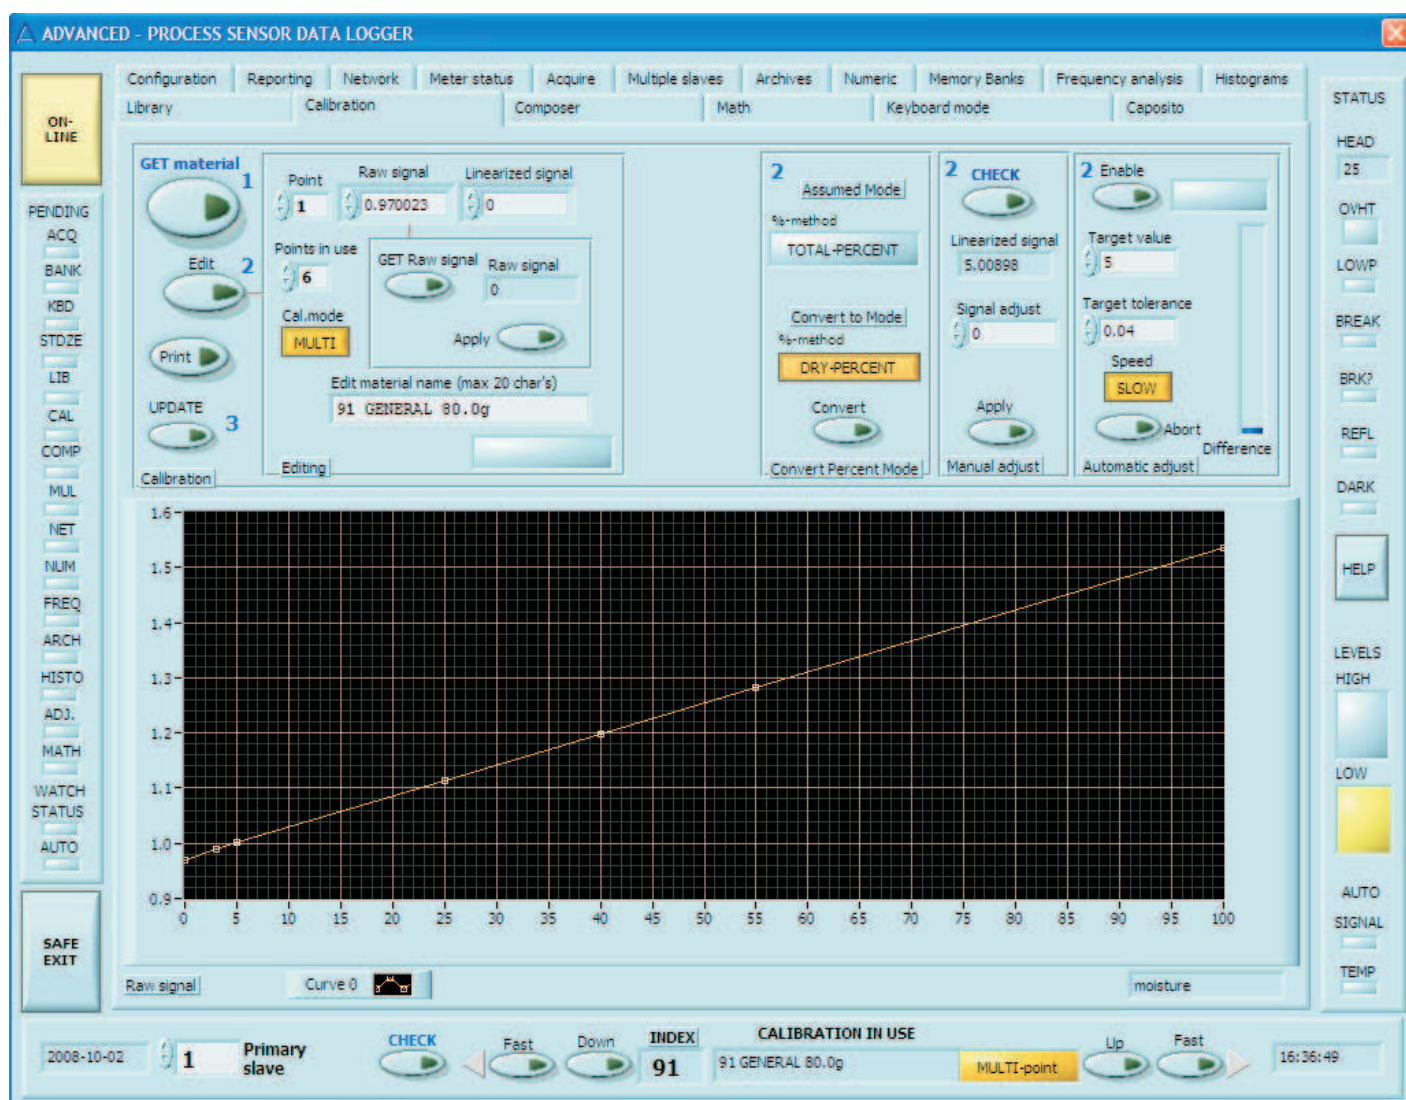 ADVANCED - PROCESS SENSOR DATA LOGGER
Configuration Reporting Network Meter status Acquire Multiple slaves Archives Numeric Memory Banks Frequency analysis Histograms
Library Calibration Composer Math Keyboard mode Caposito
ON-
LINE
PENDING
ACQ
BANK
KBD
STDZE
LIB
CAL
COMP
MUL
NET
NUM
FREQ
ARCH
HISTO
ADJ.
MATH
WATCH
STATUS
AUTO
SAFE
EXIT
GET material
1
Edit
2
Print
UPDATE
3
Calibration
Point
1
Raw signal
0.970023
Linearized signal
0
Points in use
6
GET Raw signal
Raw signal
0
Cal.mode
MULTI
Apply
Edit material name (max 20 char's)
91 GENERAL 80.0g
Editing
2
Assumed Mode
%-method
TOTAL-PERCENT
Convert to Mode
%-method
DRY-PERCENT
Convert
Convert Percent Mode
2 CHECK
Linearized signal
5.00898
Signal adjust
0
Apply
Manual adjust
2 Enable
Target value
5
Target tolerance
0.04
Speed
SLOW
Abort
Difference
Automatic adjust
1.6
1.5
1.4
1.3
1.2
1.1
1.0
0.9
0 5 10 15 20 25 30 35 40 45 50 55 60 65 70 75 80 85 90 95 100
Raw signal
Curve 0
moisture
STATUS
HEAD
25
OVHT
LOWP
BREAK
BRK?
REFL
DARK
HELP
LEVELS
HIGH
LOW
AUTO
SIGNAL
TEMP
2008-10-02
1
Primary
slave
CHECK
Fast
Down
INDEX
91
CALIBRATION IN USE
91 GENERAL 80.0g
MULTI-point
Up
Fast
16:36:49